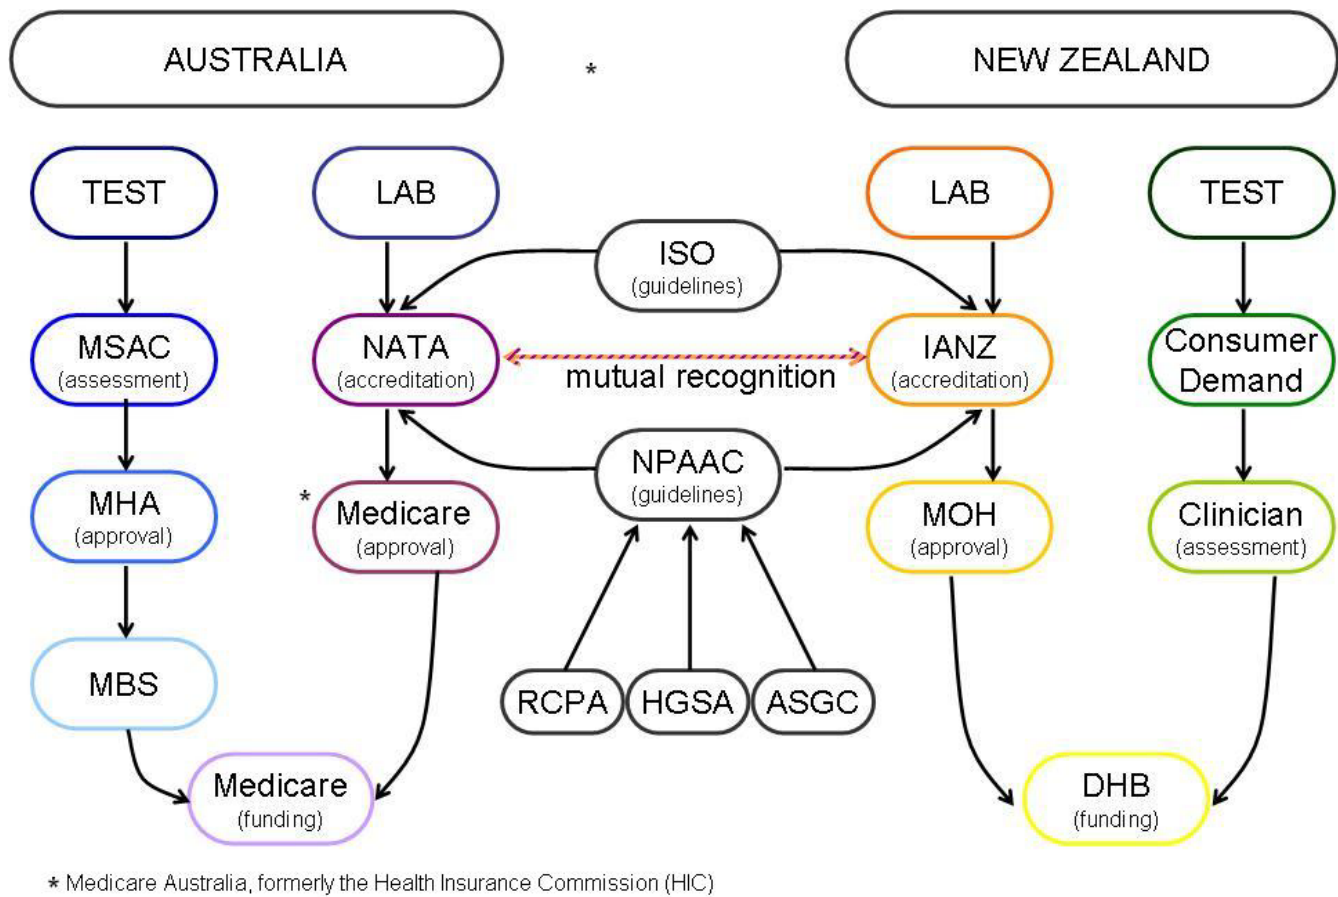 AUSTRALIA
*
NEW ZEALAND
TEST
LAB
LAB
TEST
ISO
(guidelines)
MSAC
(assessment)
NATA
(accreditation)
mutual recognition
IANZ
(accreditation)
Consumer
Demand
NPAAC
(guidelines)
MHA
(approval)
*
Medicare
(approval)
MOH
(approval)
Clinician
(assessment)
MBS
RCPA
HGSA
ASGC
Medicare
(funding)
DHB
(funding)
* Medicare Australia, formerly the Health Insurance Commission (HIC)